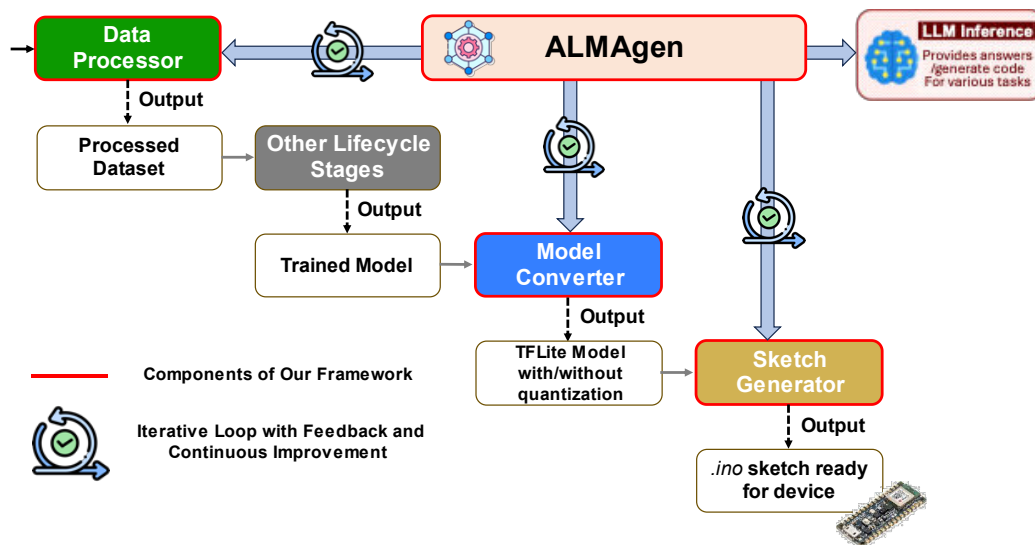 Data
Processor
ALMAgen
LLM Inference
Provides answers
/generate code
For various tasks
Output
Processed
Dataset
Other Lifecycle
Stages
Output
Trained Model
Model
Converter
Output
TFLite Model
with/without
quantization
Sketch
Generator
Output
.ino sketch ready
for device
Components of Our Framework
Iterative Loop with Feedback and
Continuous Improvement